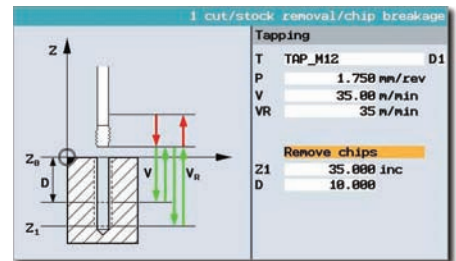 1 cut/stock removal/chip breakage
Tapping
T TAP_M12 D1
P 1.750 mm/rev
V 35.00 m/min
VR 35 m/min
Remove chips
Z1 35.000 inc
D 10.000
Z
Z₀
D
V
V_R
Z₁